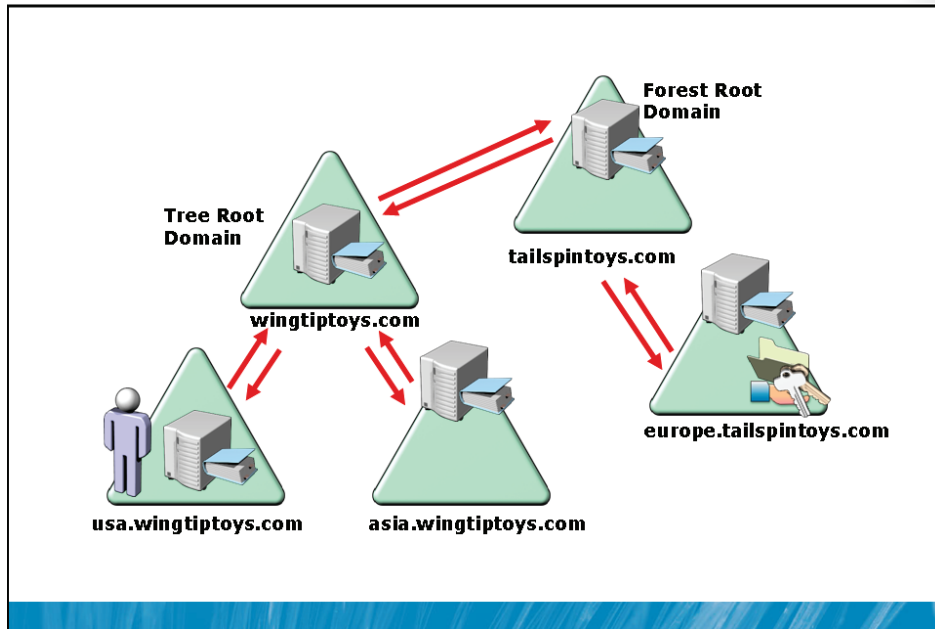 Forest Root
Domain
Tree Root
Domain
tailspintoys.com
wingtiptoys.com
europe.tailspintoys.com
usa.wingtiptoys.com
asia.wingtiptoys.com